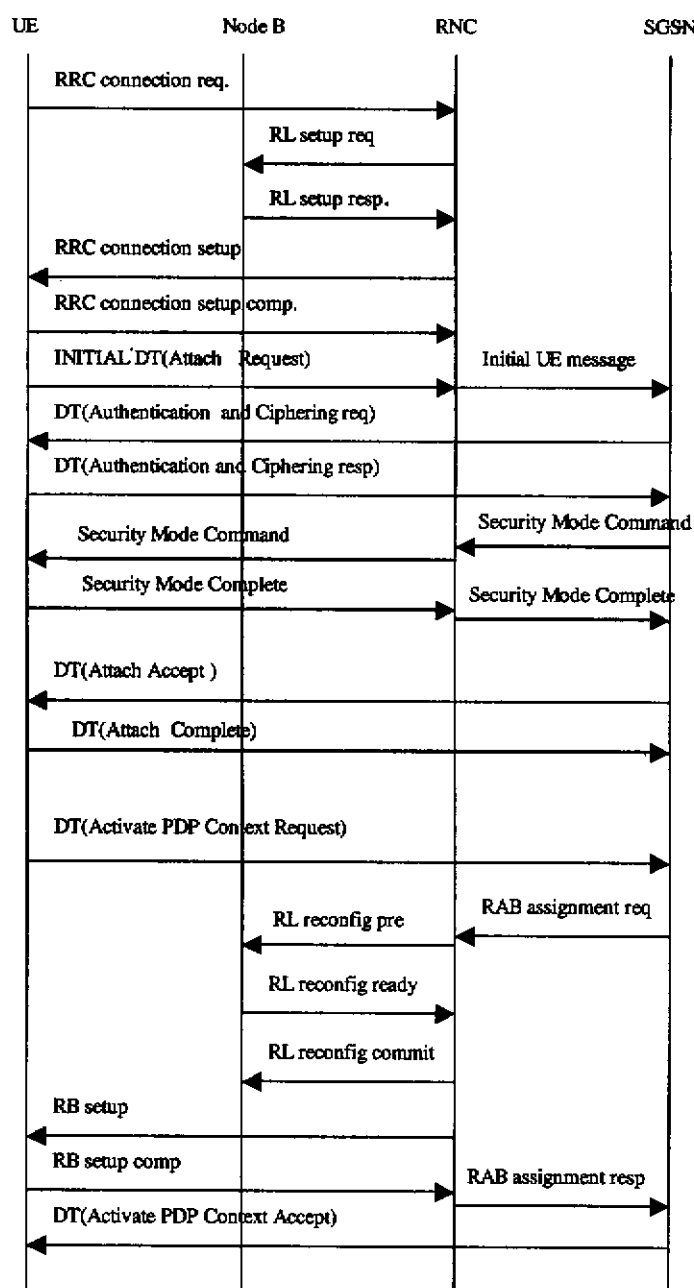 UE Node B RNC SGSN
RRC connection req.
RL setup req
RL setup resp.
RRC connection setup
RRC connection setup comp.
INITIAL DT(Attach Request) Initial UE message
DT(Authentication and Ciphering req)
DT(Authentication and Ciphering resp)
Security Mode Command Security Mode Command
Security Mode Complete Security Mode Complete
DT(Attach Accept )
DT(Attach Complete)
DT(Activate PDP Context Request)
RAB assignment req
RL reconfig pre
RL reconfig ready
RL reconfig commit
RB setup
RB setup comp RAB assignment resp
DT(Activate PDP Context Accept)